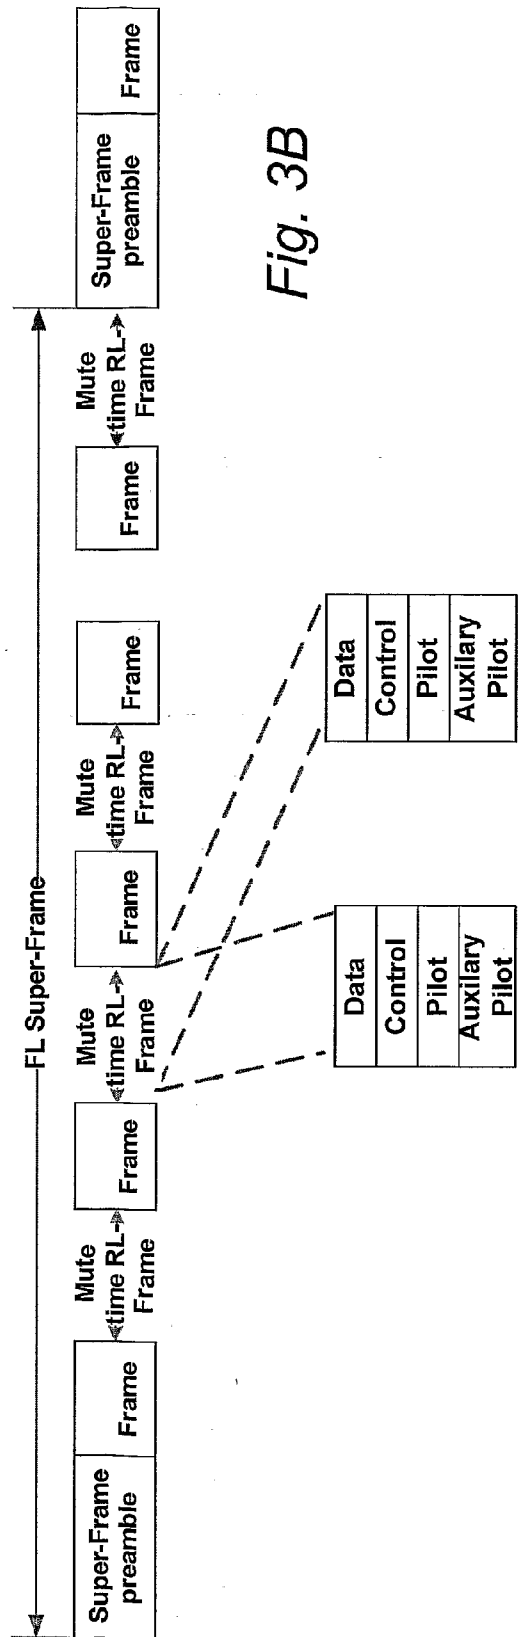 FL Super-Frame
Super-Frame
preamble
Frame
Mute
time RL-
Frame
Frame
Mute
time RL-
Frame
Frame
Mute
time RL-
Frame
Frame
Frame
Mute
time RL-
Frame
Super-Frame
preamble
Frame
Data
Control
Pilot
Auxilary
Pilot
Data
Control
Pilot
Auxilary
Pilot
Fig. 3B